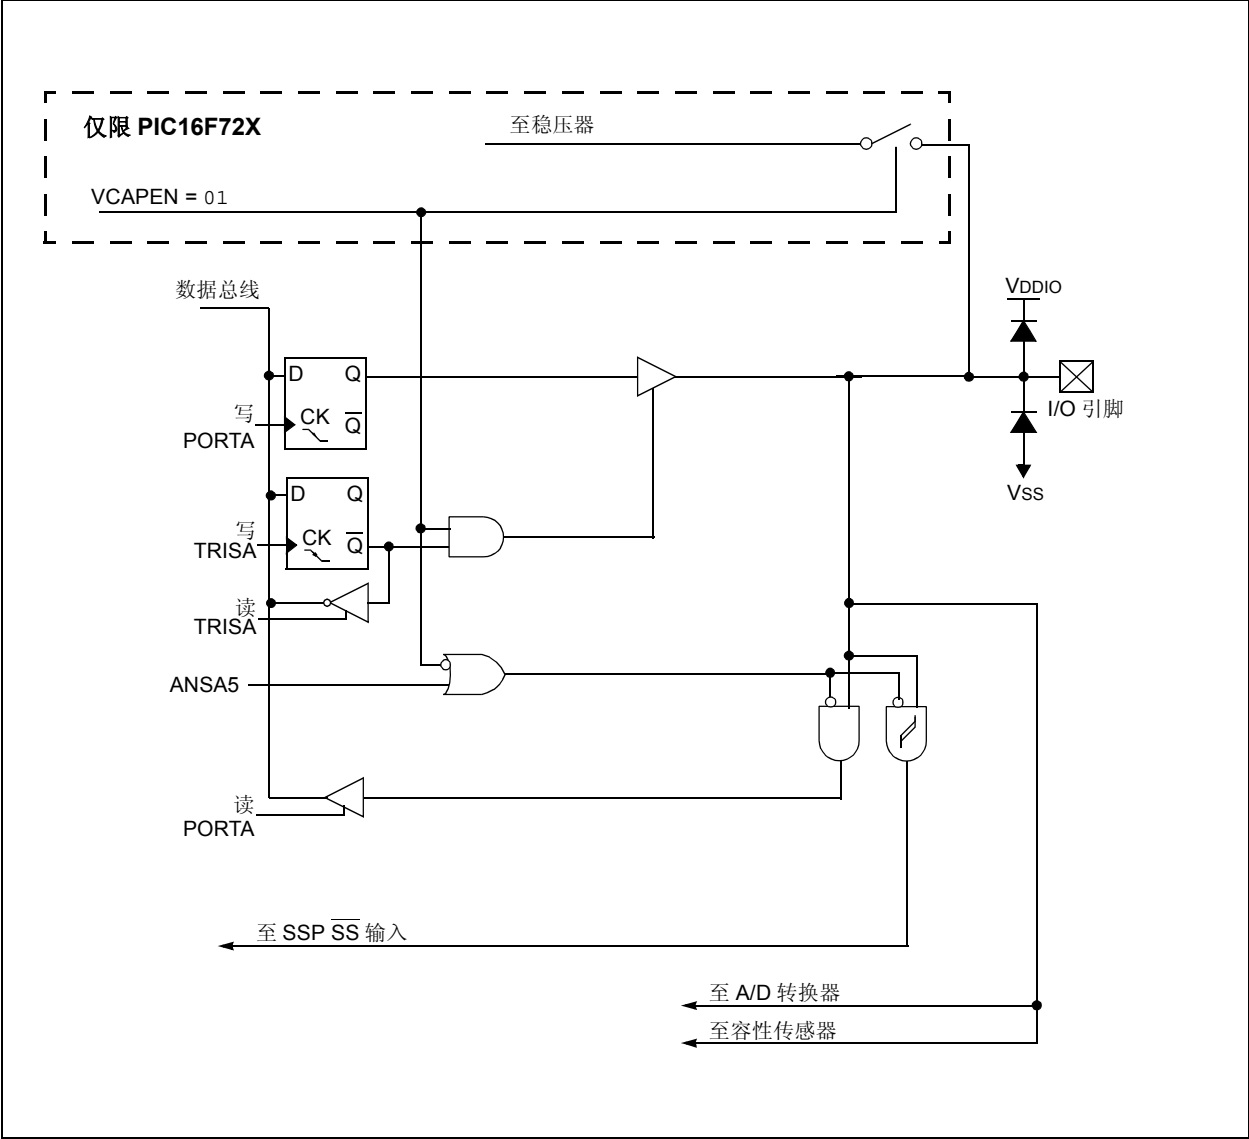 仅限 PIC16F72X
至稳压器
VCAPEN = 01
数据总线
VDDIO
D Q
写
PORTA
CK Q̅
I/O 引脚
VSS
D Q
写
TRISA
CK Q̅
读
TRISA
ANSA5
读
PORTA
至 SSP S̅S̅ 输入
至 A/D 转换器
至容性传感器